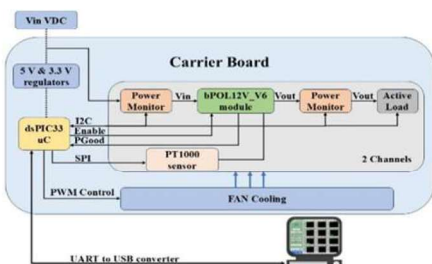 Vin VDC
Carrier Board
5 V & 3.3 V
regulators
Power
Monitor
Vin
bPOL12V_V6
module
Vout
Power
Monitor
Vout
Active
Load
dsPIC33
uC
I2C
Enable
PGood
SPI
PT1000
sensor
2 Channels
PWM Control
FAN Cooling
UART to USB converter